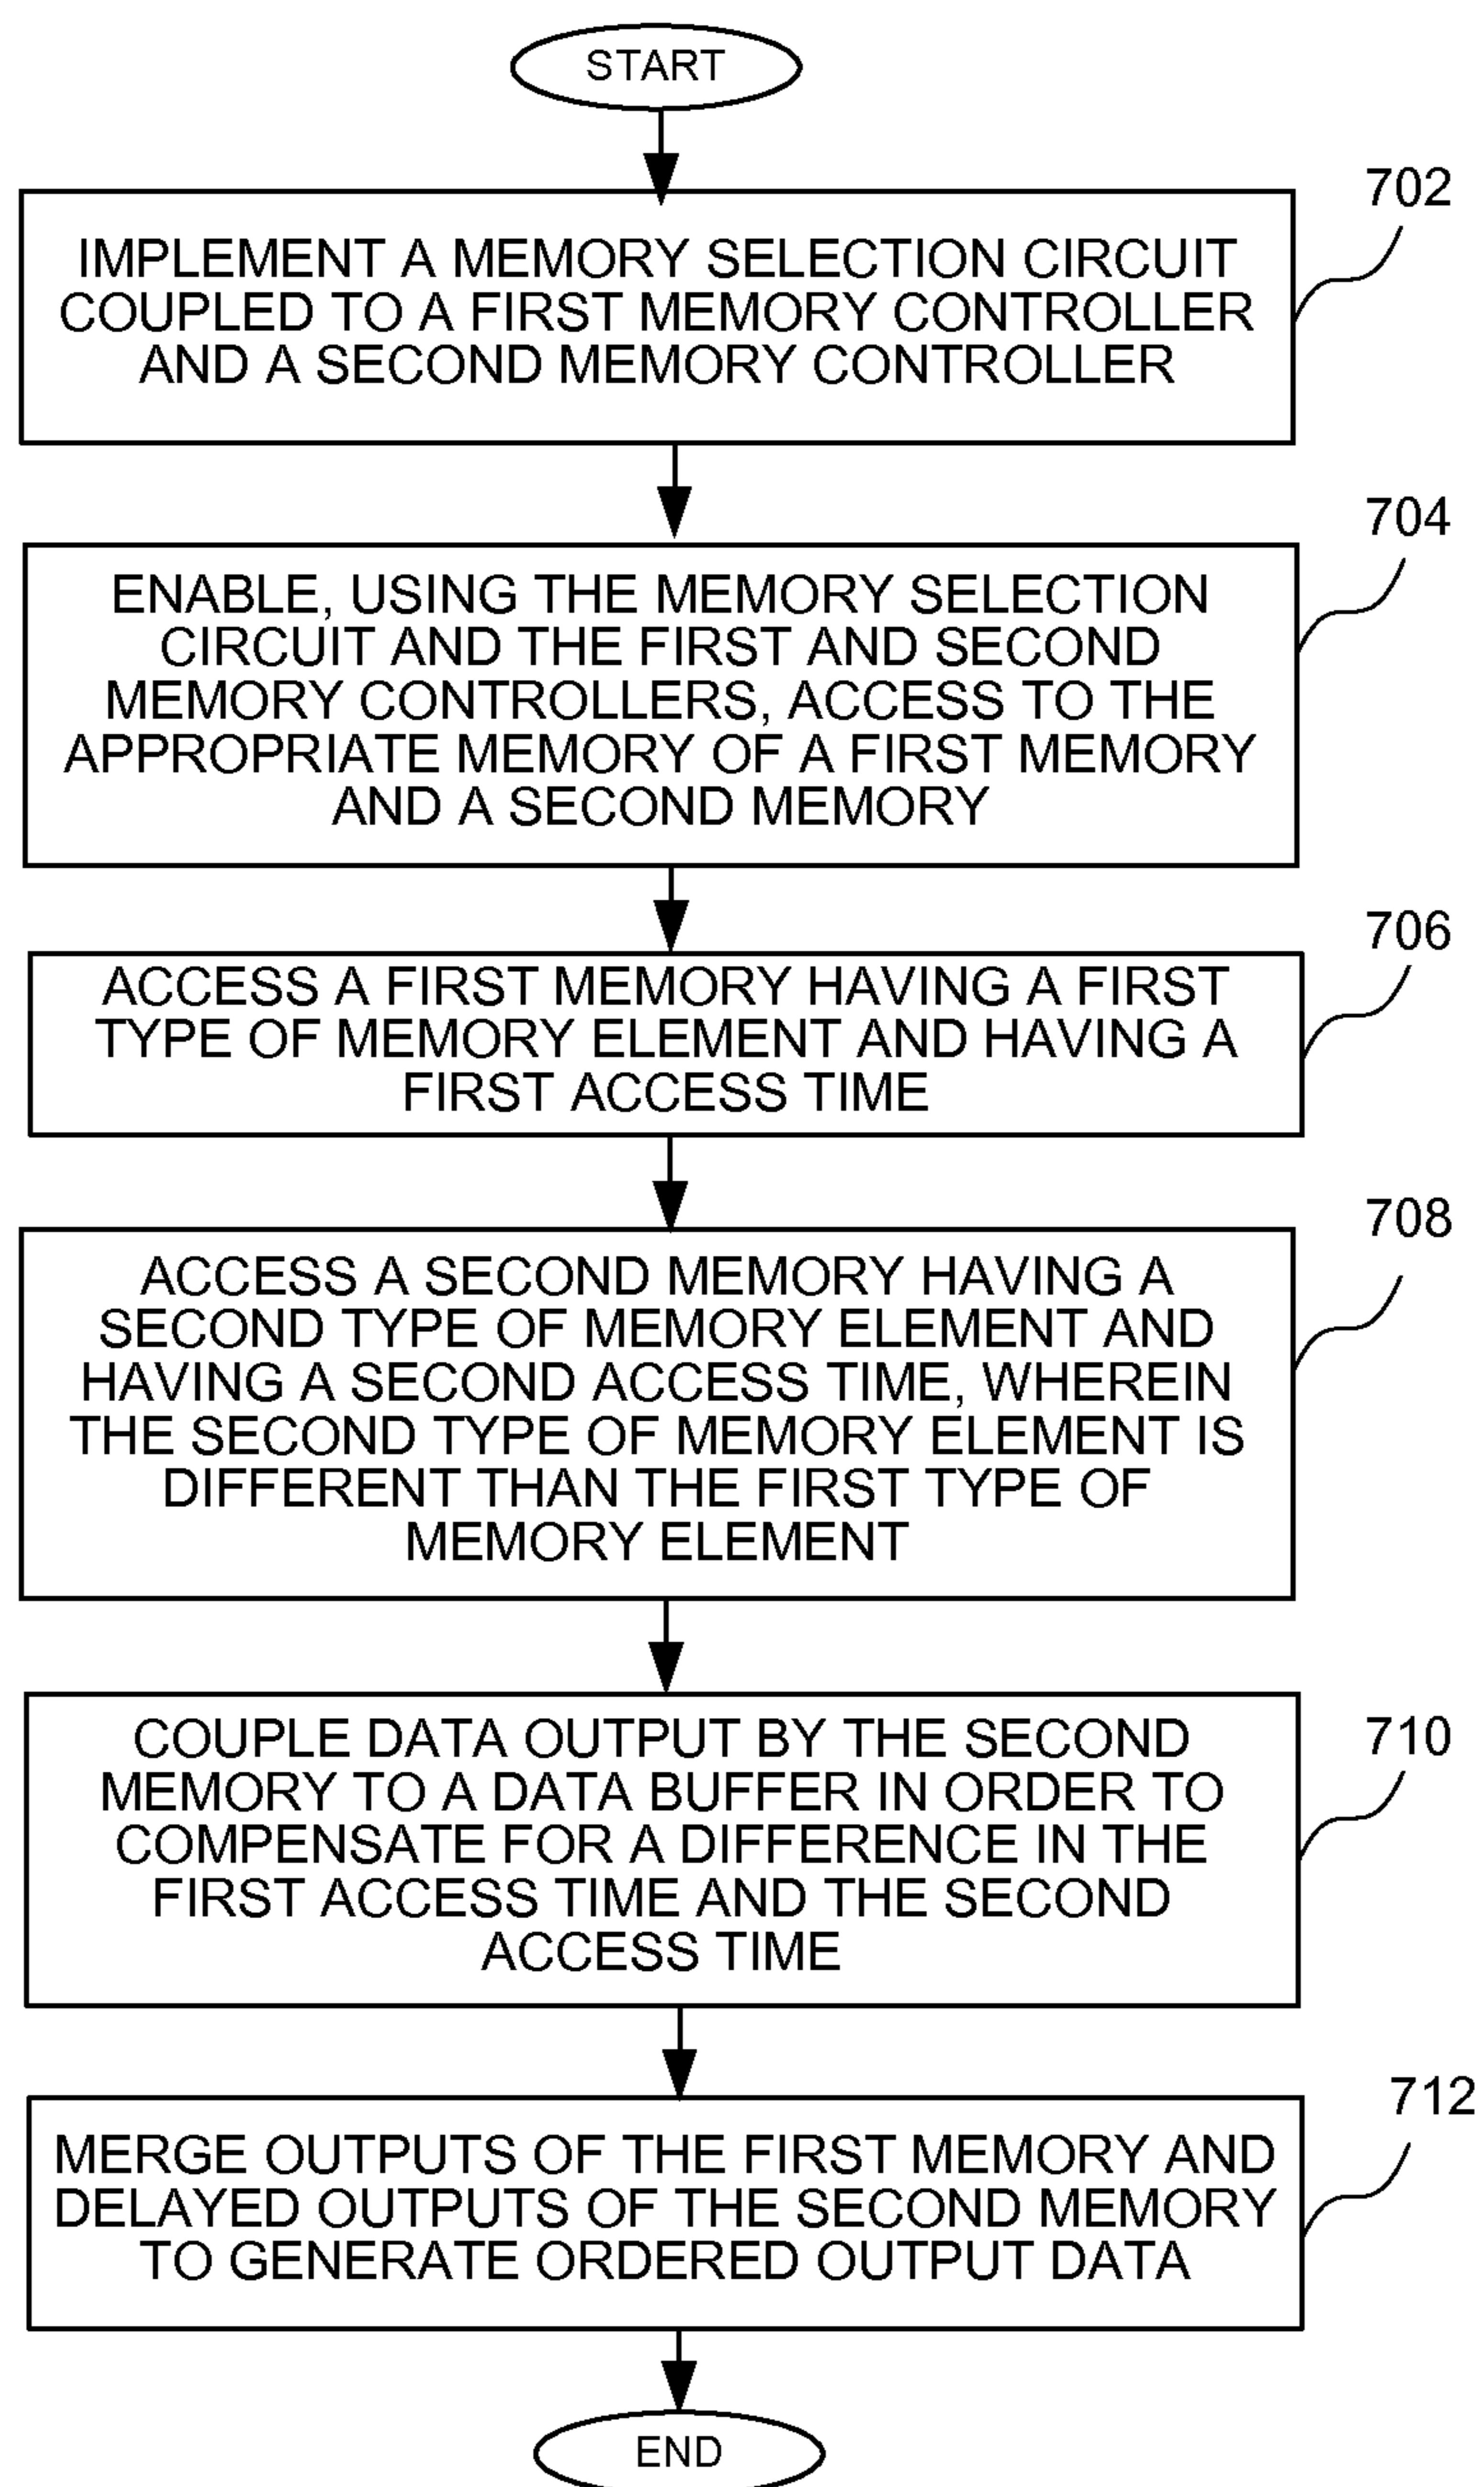 START
702
IMPLEMENT A MEMORY SELECTION CIRCUIT
COUPLED TO A FIRST MEMORY CONTROLLER
AND A SECOND MEMORY CONTROLLER
704
ENABLE, USING THE MEMORY SELECTION
CIRCUIT AND THE FIRST AND SECOND
MEMORY CONTROLLERS, ACCESS TO THE
APPROPRIATE MEMORY OF A FIRST MEMORY
AND A SECOND MEMORY
706
ACCESS A FIRST MEMORY HAVING A FIRST
TYPE OF MEMORY ELEMENT AND HAVING A
FIRST ACCESS TIME
708
ACCESS A SECOND MEMORY HAVING A
SECOND TYPE OF MEMORY ELEMENT AND
HAVING A SECOND ACCESS TIME, WHEREIN
THE SECOND TYPE OF MEMORY ELEMENT IS
DIFFERENT THAN THE FIRST TYPE OF
MEMORY ELEMENT
710
COUPLE DATA OUTPUT BY THE SECOND
MEMORY TO A DATA BUFFER IN ORDER TO
COMPENSATE FOR A DIFFERENCE IN THE
FIRST ACCESS TIME AND THE SECOND
ACCESS TIME
712
MERGE OUTPUTS OF THE FIRST MEMORY AND
DELAYED OUTPUTS OF THE SECOND MEMORY
TO GENERATE ORDERED OUTPUT DATA
END